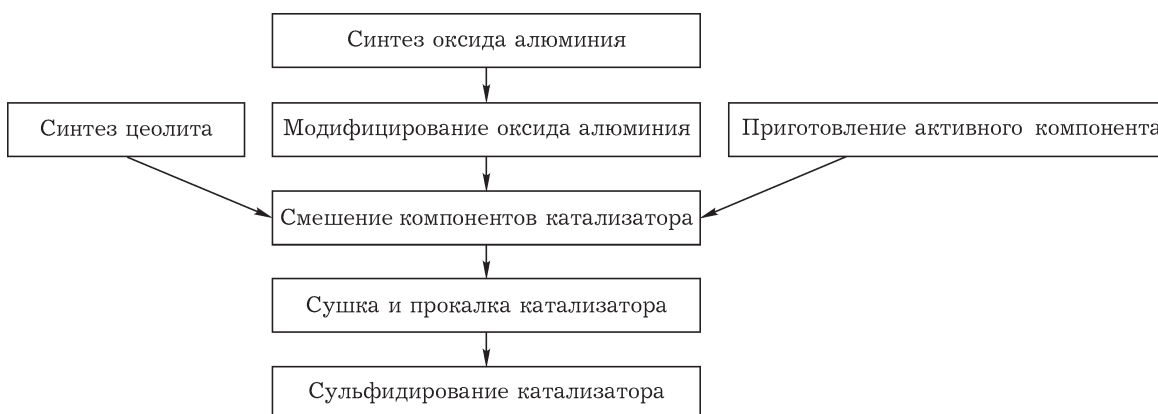 Синтез оксида алюминия
Синтез цеолита
Модифицирование оксида алюминия
Приготовление активного компонента
Смешение компонентов катализатора
Сушка и прокалка катализатора
Сульфидирование катализатора